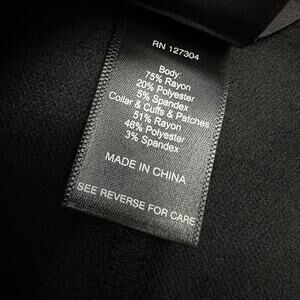 RN 127304
Body:
75% Rayon
20% Polyester
5% Spandex
Collar & Cuffs & Patches
51% Rayon
46% Polyester
3% Spandex
MADE IN CHINA
SEE REVERSE FOR CARE